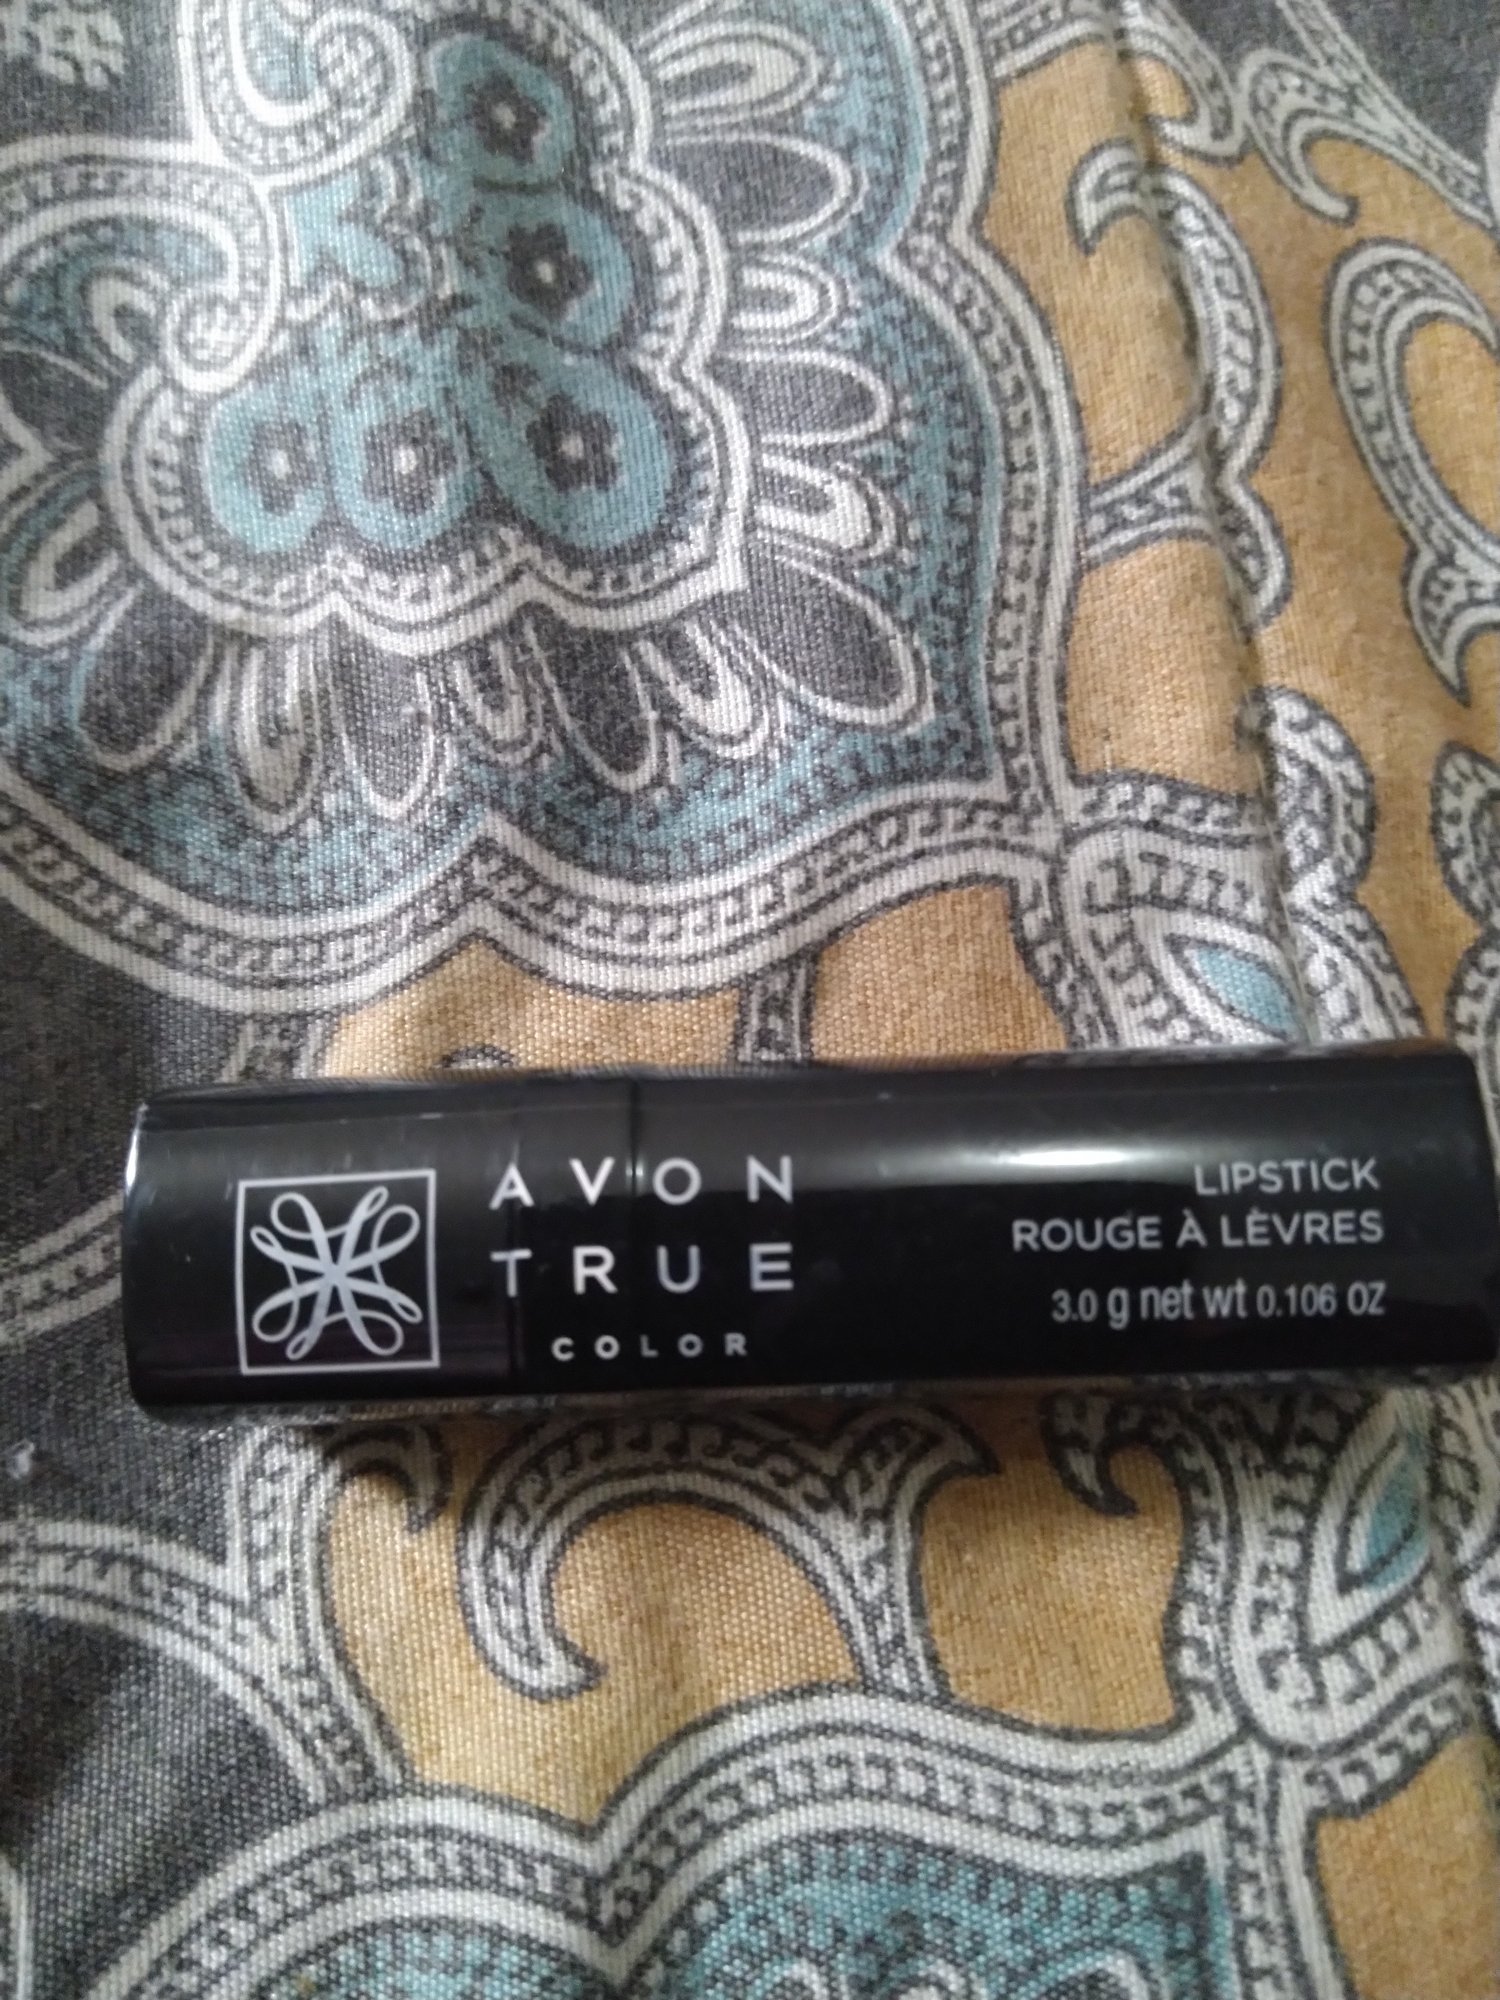 AVON
TRUE
COLOR
LIPSTICK
ROUGE À LÈVRES
3.0 g net wt 0.106 OZ